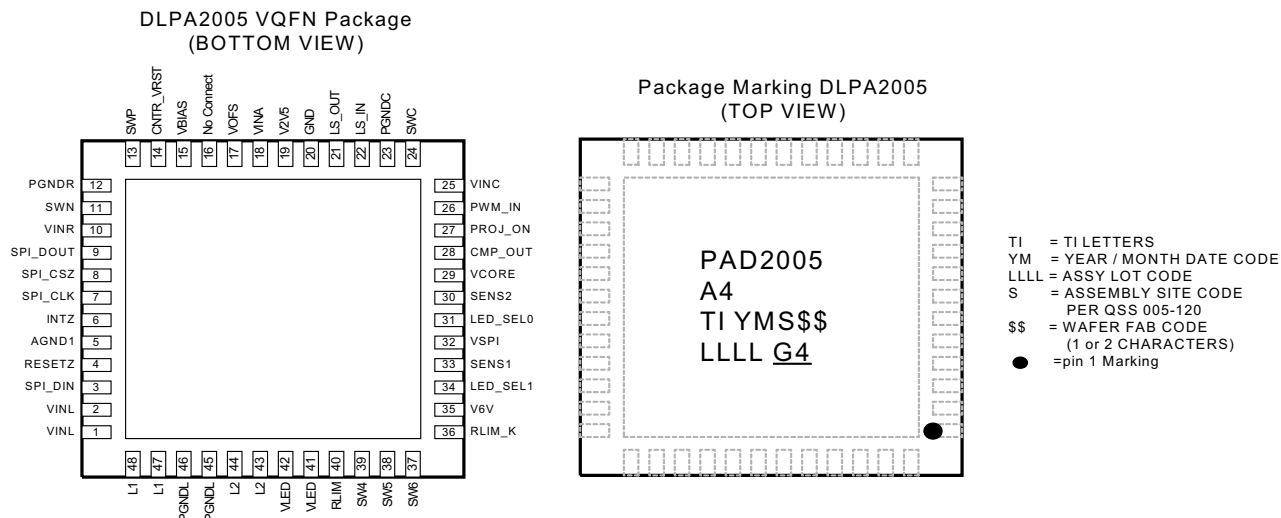 DLPA2005 VQFN Package
(BOTTOM VIEW)
SWP
CNTR_VRST
VBIAS
No Connect
VOFS
VINA
V2V5
GND
LS_OUT
LS_IN
PGNDC
SWC
13 14 15 16 17 18 19 20 21 22 23 24
PGNDR 12
SWN 11
VINR 10
SPI_DOUT 9
SPI_CSZ 8
SPI_CLK 7
INTZ 6
AGND1 5
RESETZ 4
SPI_DIN 3
VINL 2
VINL 1
25 VINC
26 PWM_IN
27 PROJ_ON
28 CMP_OUT
29 VCORE
30 SENS2
31 LED_SEL0
32 VSPI
33 SENS1
34 LED_SEL1
35 V6V
36 RLIM_K
48 47 46 45 44 43 42 41 40 39 38 37
L1
L1
PGNDL
PGNDL
L2
L2
VLED
VLED
RLIM
SW4
SW5
SW6
Package Marking DLPA2005
(TOP VIEW)
PAD2005
A4
TI YMS$$
LLLL G4
TI = TI LETTERS
YM = YEAR / MONTH DATE CODE
LLLL = ASSY LOT CODE
S = ASSEMBLY SITE CODE
PER QSS 005-120
$$ = WAFER FAB CODE
(1 or 2 CHARACTERS)
=pin 1 Marking